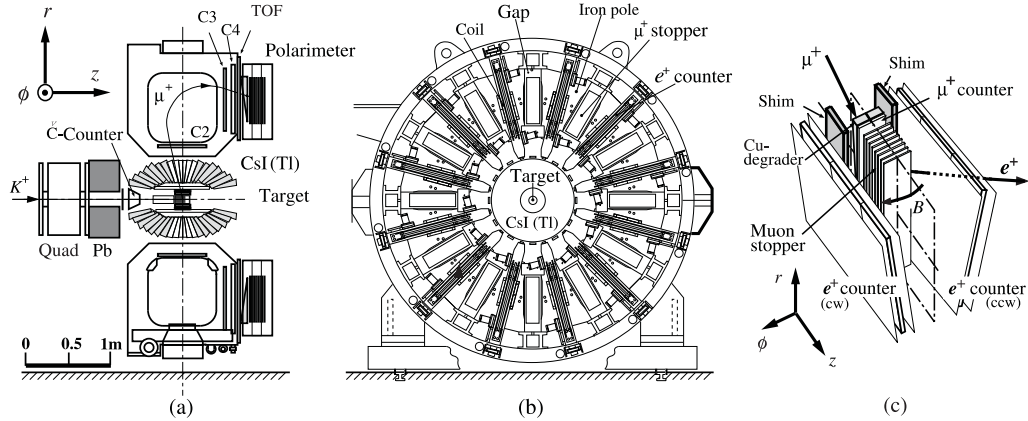 r
z
ϕ
C3
C4
TOF
Polarimeter
μ+
C2
Č-Counter
CsI (Tl)
K+
Target
Quad
Pb
0 0.5 1m
(a)
Gap
Iron pole
Coil
μ+ stopper
e+ counter
Target
CsI (Tl)
(b)
μ+
Shim
Shim
μ+ counter
Cu-
degrader
e+
B
Muon
stopper
r
e+ counter
(cw)
e+ counter
μ (ccw)
ϕ
z
(c)